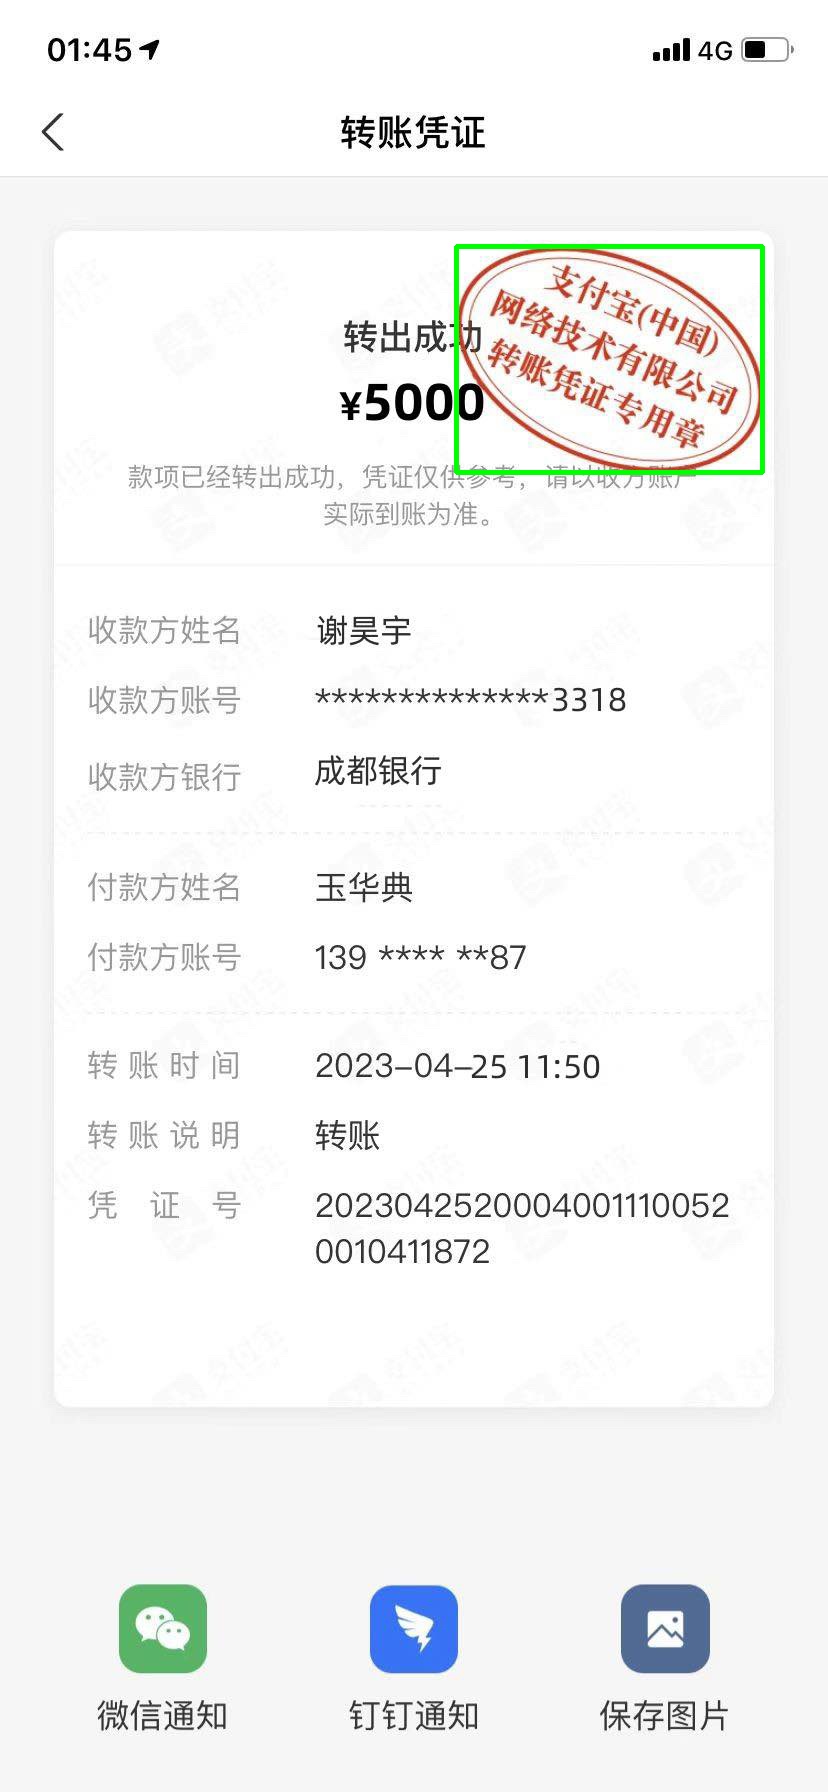 01:45
4G
转账凭证
支付宝(中国)
网络技术有限公司
转账凭证专用章
转出成功
¥5000
款项已经转出成功，凭证仅供参考，请以收方账户
实际到账为准。
收款方姓名 谢昊宇
收款方账号 **************3318
收款方银行 成都银行
付款方姓名 玉华典
付款方账号 139 **** **87
转账时间 2023-04-25 11:50
转账说明 转账
凭证号 2023042520004001110052
0010411872
微信通知 钉钉通知 保存图片